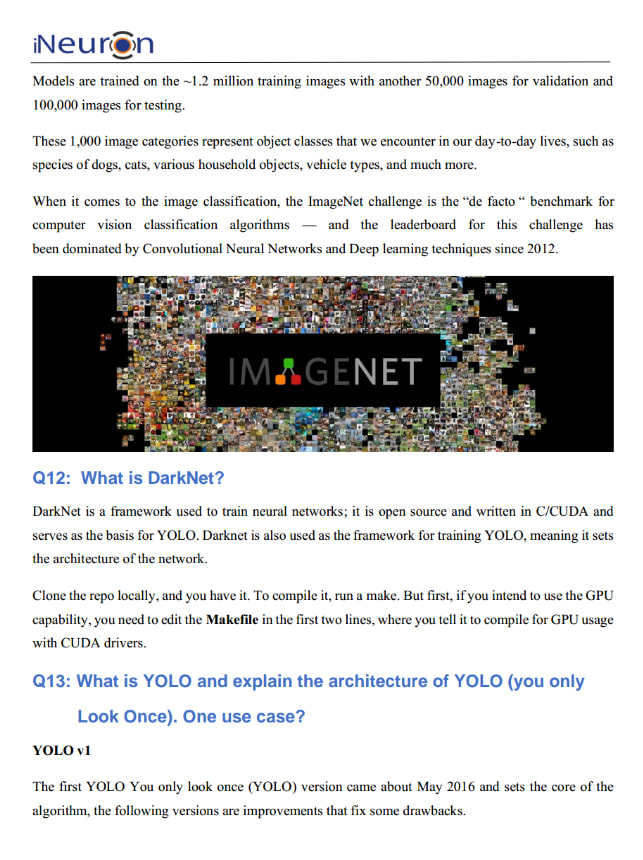 iNeuron
Models are trained on the ~1.2 million training images with another 50,000 images for validation and
100,000 images for testing.
These 1,000 image categories represent object classes that we encounter in our day-to-day lives, such as
species of dogs, cats, various household objects, vehicle types, and much more.
When it comes to the image classification, the ImageNet challenge is the “de facto “ benchmark for
computer vision classification algorithms — and the leaderboard for this challenge has
been dominated by Convolutional Neural Networks and Deep learning techniques since 2012.
IMAGENET
Q12: What is DarkNet?
DarkNet is a framework used to train neural networks; it is open source and written in C/CUDA and
serves as the basis for YOLO. Darknet is also used as the framework for training YOLO, meaning it sets
the architecture of the network.
Clone the repo locally, and you have it. To compile it, run a make. But first, if you intend to use the GPU
capability, you need to edit the Makefile in the first two lines, where you tell it to compile for GPU usage
with CUDA drivers.
Q13: What is YOLO and explain the architecture of YOLO (you only
Look Once). One use case?
YOLO v1
The first YOLO You only look once (YOLO) version came about May 2016 and sets the core of the
algorithm, the following versions are improvements that fix some drawbacks.